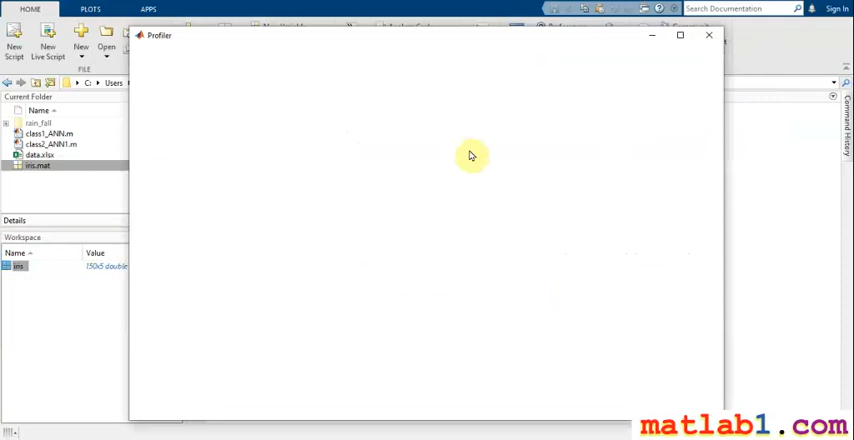 HOME PLOTS APPS Search Documentation Sign In
New Script
New Live Script
New
Open
FILE
Profiler
C: Users
Current Folder
Name
rain_fall
class1_ANN.m
class2_ANN1.m
data.xlsx
iris.mat
Details
Workspace
Name Value
iris 150x5 double
Command History
matlab1.com